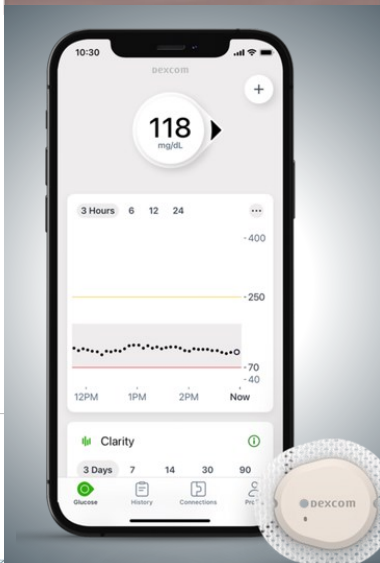 10:30
Dexcom
+
118
mg/dL
3 Hours 6 12 24
...
-400
-250
-70
-40
12PM 1PM 2PM Now
Clarity
3 Days 7 14 30 90
Glucose History Connections
Dexcom